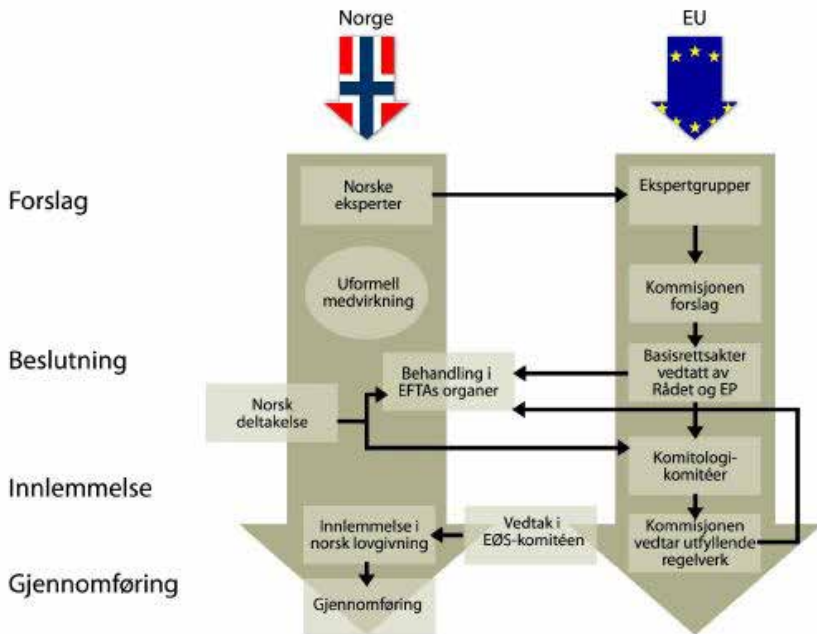 Norge
EU
Forslag
Norske
eksperter
Ekspertgrupper
Uformell
medvirkning
Kommisjonen
forslag
Beslutning
Behandling i
EFTAs organer
Basisrettsakter
vedtatt av
Rådet og EP
Norsk
deltakelse
Komitologi-
komitéer
Innlemmelse
Innlemmelse i
norsk lovgivning
Vedtak i
EØS-komitéen
Kommisjonen
vedtar utfyllende
regelverk
Gjennomføring
Gjennomføring